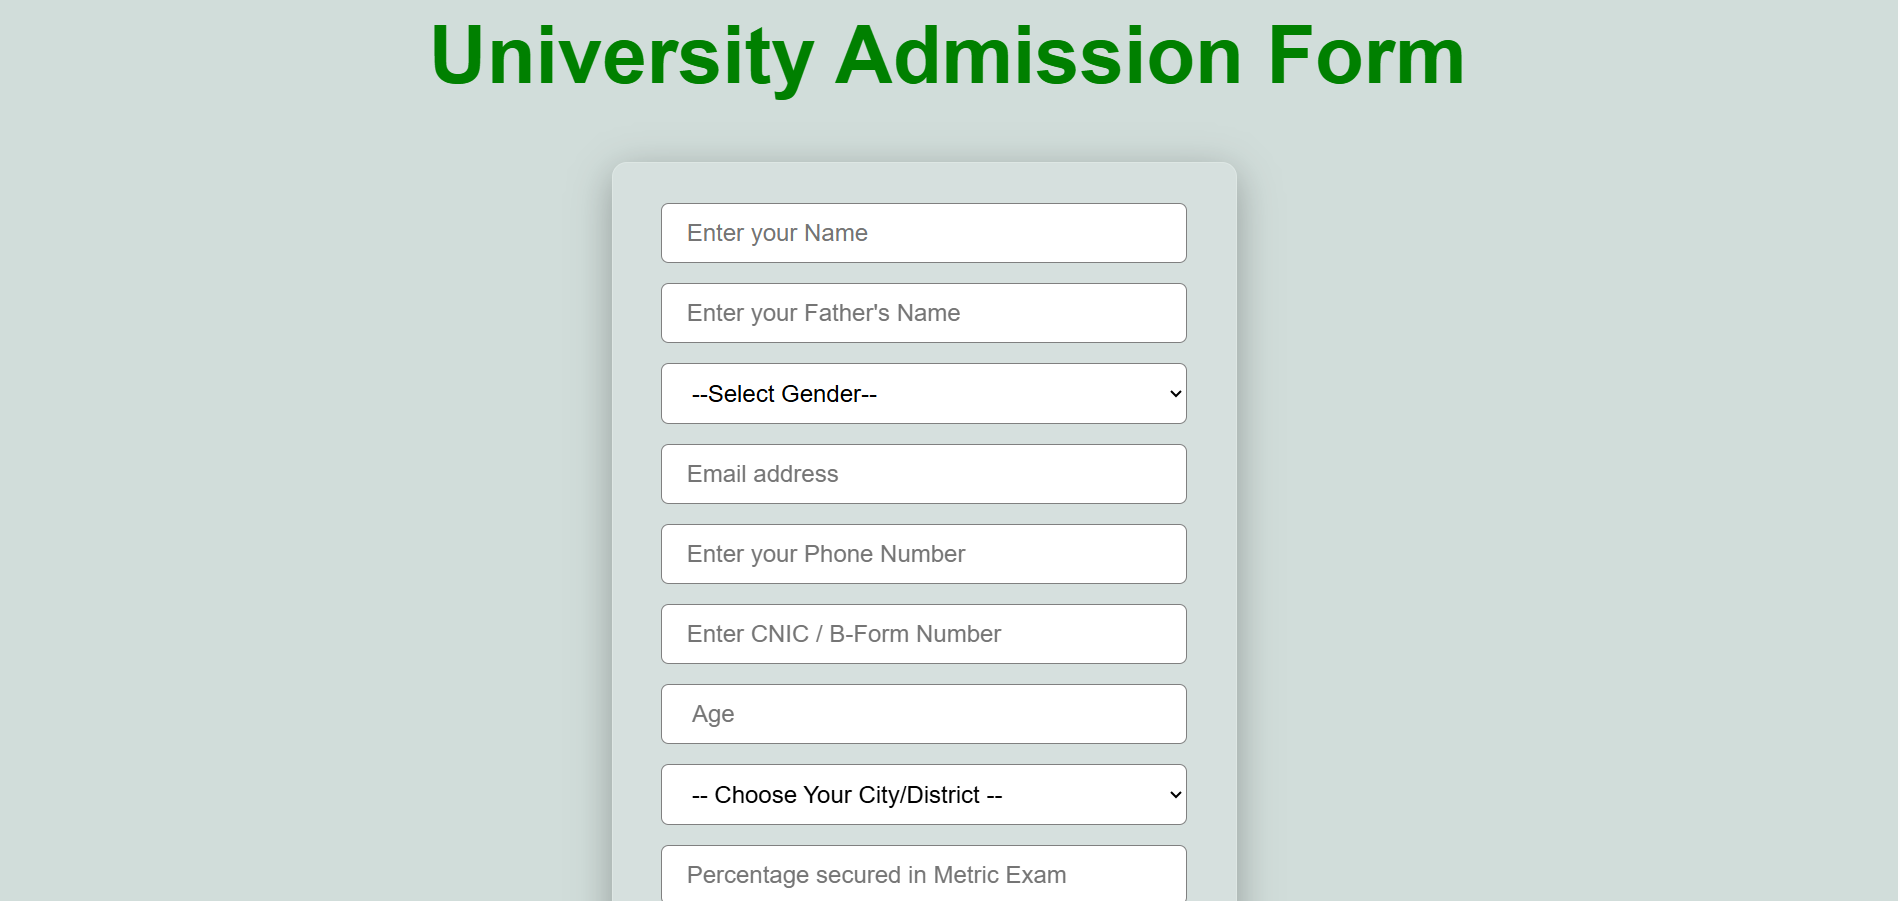 University Admission Form
Enter your Name
Enter your Father's Name
--Select Gender--
Email address
Enter your Phone Number
Enter CNIC / B-Form Number
Age
-- Choose Your City/District --
Percentage secured in Metric Exam